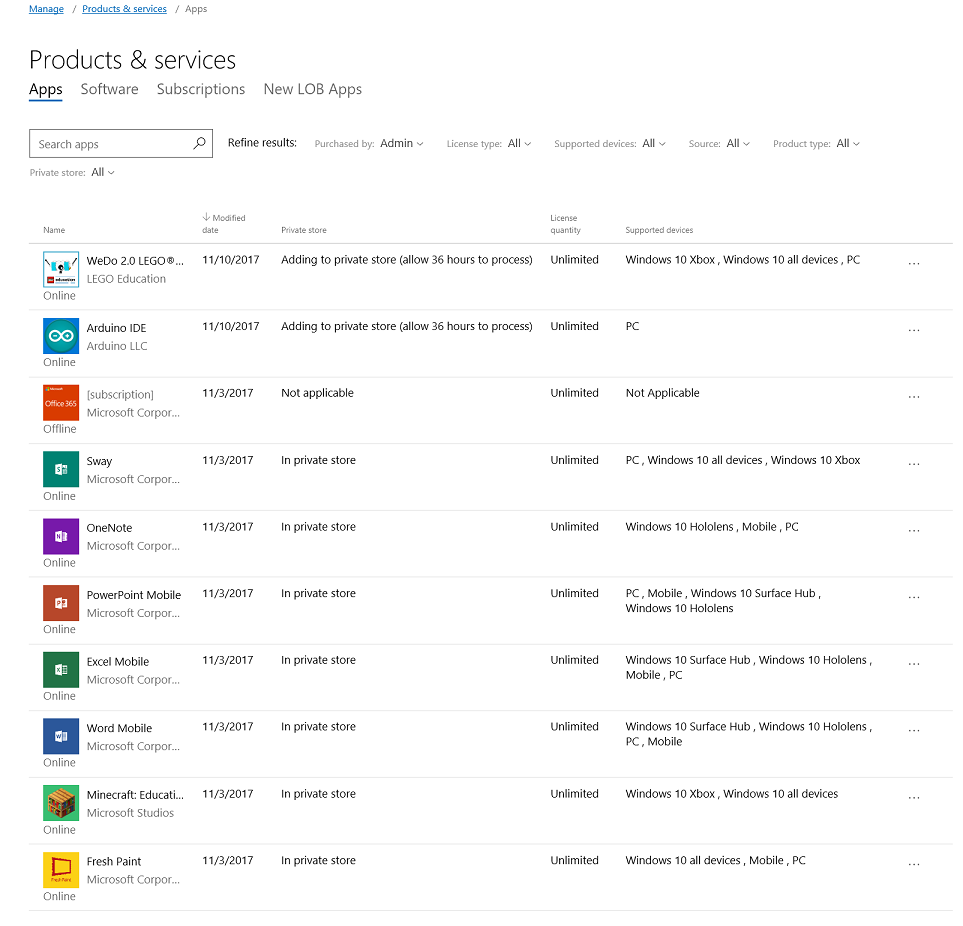 Manage / Products & services / Apps
Products & services
Apps Software Subscriptions New LOB Apps
Search apps
Refine results: Purchased by: Admin License type: All Supported devices: All Source: All Product type: All
Private store: All
Name
↓ Modified date
Private store
License quantity
Supported devices
WeDo 2.0 LEGO®... 11/10/2017 Adding to private store (allow 36 hours to process) Unlimited Windows 10 Xbox , Windows 10 all devices , PC ...
education
LEGO Education
Online
Arduino IDE 11/10/2017 Adding to private store (allow 36 hours to process) Unlimited PC ...
Arduino LLC
Online
Microsoft
Office 365
[subscription] 11/3/2017 Not applicable Unlimited Not Applicable ...
Microsoft Corpor...
Offline
Sway 11/3/2017 In private store Unlimited PC , Windows 10 all devices , Windows 10 Xbox ...
Microsoft Corpor...
Online
OneNote 11/3/2017 In private store Unlimited Windows 10 Hololens , Mobile , PC ...
Microsoft Corpor...
Online
PowerPoint Mobile 11/3/2017 In private store Unlimited PC , Mobile , Windows 10 Surface Hub ,
Windows 10 Hololens ...
Microsoft Corpor...
Online
Excel Mobile 11/3/2017 In private store Unlimited Windows 10 Surface Hub , Windows 10 Hololens ,
Mobile , PC ...
Microsoft Corpor...
Online
Word Mobile 11/3/2017 In private store Unlimited Windows 10 Surface Hub , Windows 10 Hololens ,
PC , Mobile ...
Microsoft Corpor...
Online
Minecraft: Educati... 11/3/2017 In private store Unlimited Windows 10 Xbox , Windows 10 all devices ...
Microsoft Studios
Online
Fresh Paint 11/3/2017 In private store Unlimited Windows 10 all devices , Mobile , PC ...
Fresh Paint
Microsoft Corpor...
Online